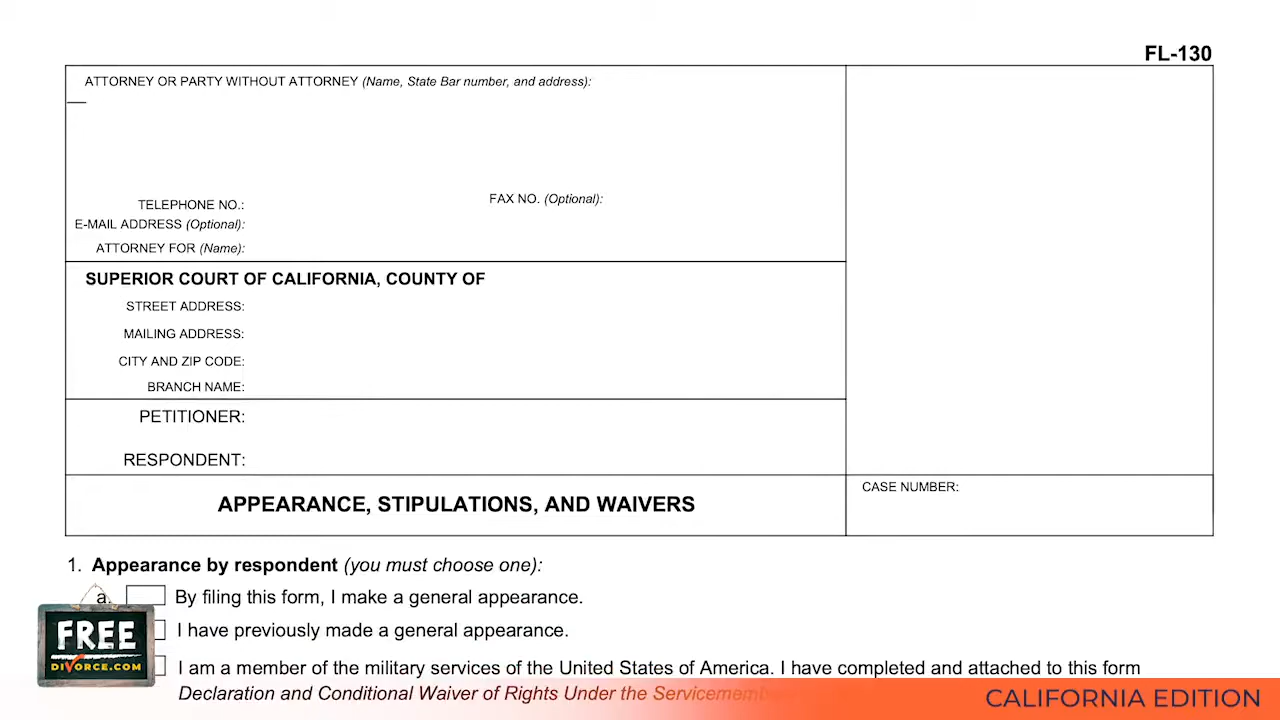 FL-130
ATTORNEY OR PARTY WITHOUT ATTORNEY (Name, State Bar number, and address):
TELEPHONE NO.:
FAX NO. (Optional):
E-MAIL ADDRESS (Optional):
ATTORNEY FOR (Name):
SUPERIOR COURT OF CALIFORNIA, COUNTY OF
STREET ADDRESS:
MAILING ADDRESS:
CITY AND ZIP CODE:
BRANCH NAME:
PETITIONER:
RESPONDENT:
APPEARANCE, STIPULATIONS, AND WAIVERS
CASE NUMBER:
1. Appearance by respondent (you must choose one):
a. By filing this form, I make a general appearance.
I have previously made a general appearance.
I am a member of the military services of the United States of America. I have completed and attached to this form
Declaration and Conditional Waiver of Rights Under the
FREE
DIVORCE.COM
CALIFORNIA EDITION